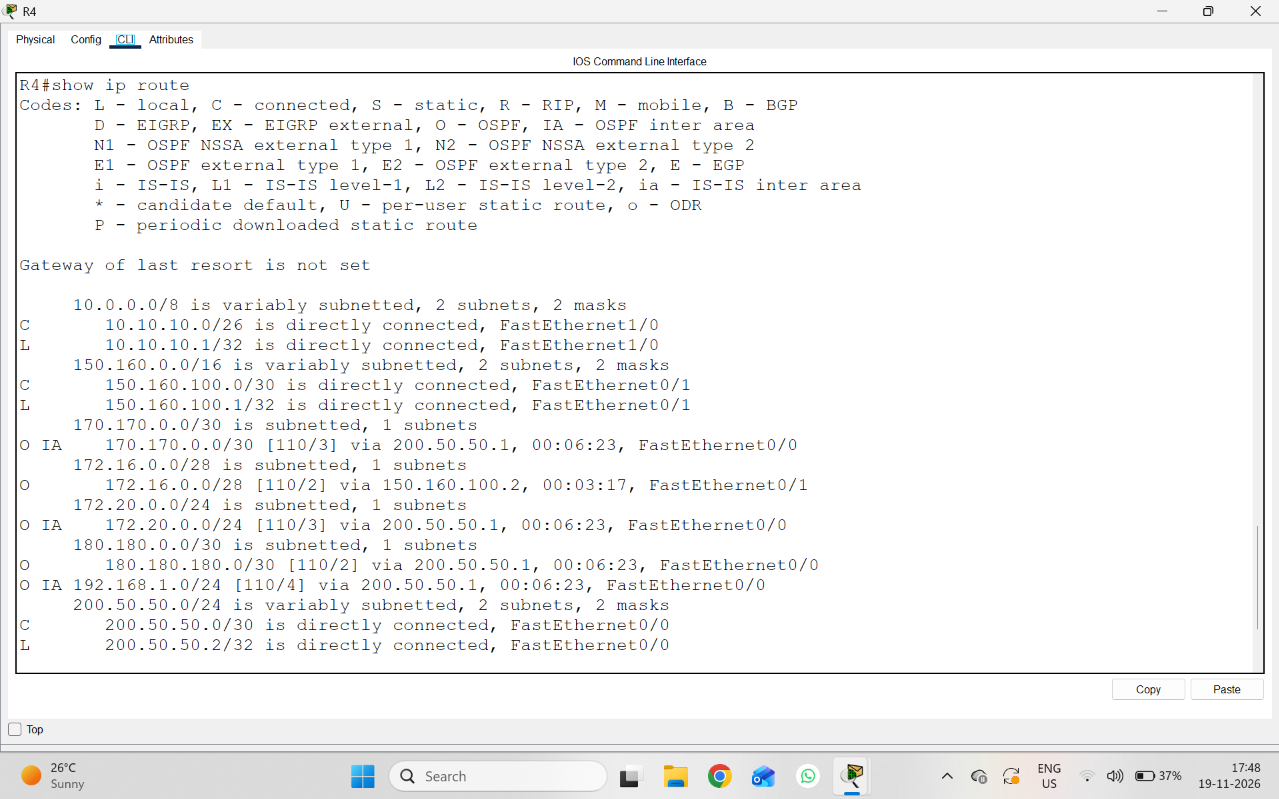 R4
Physical Config CLI Attributes
IOS Command Line Interface
R4#show ip route
Codes: L - local, C - connected, S - static, R - RIP, M - mobile, B - BGP
D - EIGRP, EX - EIGRP external, O - OSPF, IA - OSPF inter area
N1 - OSPF NSSA external type 1, N2 - OSPF NSSA external type 2
E1 - OSPF external type 1, E2 - OSPF external type 2, E - EGP
i - IS-IS, L1 - IS-IS level-1, L2 - IS-IS level-2, ia - IS-IS inter area
* - candidate default, U - per-user static route, o - ODR
P - periodic downloaded static route
Gateway of last resort is not set
10.0.0.0/8 is variably subnetted, 2 subnets, 2 masks
C 10.10.10.0/26 is directly connected, FastEthernet1/0
L 10.10.10.1/32 is directly connected, FastEthernet1/0
150.160.0.0/16 is variably subnetted, 2 subnets, 2 masks
C 150.160.100.0/30 is directly connected, FastEthernet0/1
L 150.160.100.1/32 is directly connected, FastEthernet0/1
170.170.0.0/30 is subnetted, 1 subnets
O IA 170.170.0.0/30 [110/3] via 200.50.50.1, 00:06:23, FastEthernet0/0
172.16.0.0/28 is subnetted, 1 subnets
O 172.16.0.0/28 [110/2] via 150.160.100.2, 00:03:17, FastEthernet0/1
172.20.0.0/24 is subnetted, 1 subnets
O IA 172.20.0.0/24 [110/3] via 200.50.50.1, 00:06:23, FastEthernet0/0
180.180.0.0/30 is subnetted, 1 subnets
O 180.180.180.0/30 [110/2] via 200.50.50.1, 00:06:23, FastEthernet0/0
O IA 192.168.1.0/24 [110/4] via 200.50.50.1, 00:06:23, FastEthernet0/0
200.50.50.0/24 is variably subnetted, 2 subnets, 2 masks
C 200.50.50.0/30 is directly connected, FastEthernet0/0
L 200.50.50.2/32 is directly connected, FastEthernet0/0
Copy Paste
Top
26°C
Sunny
Search
ENG
US
37%
17:48
19-11-2026